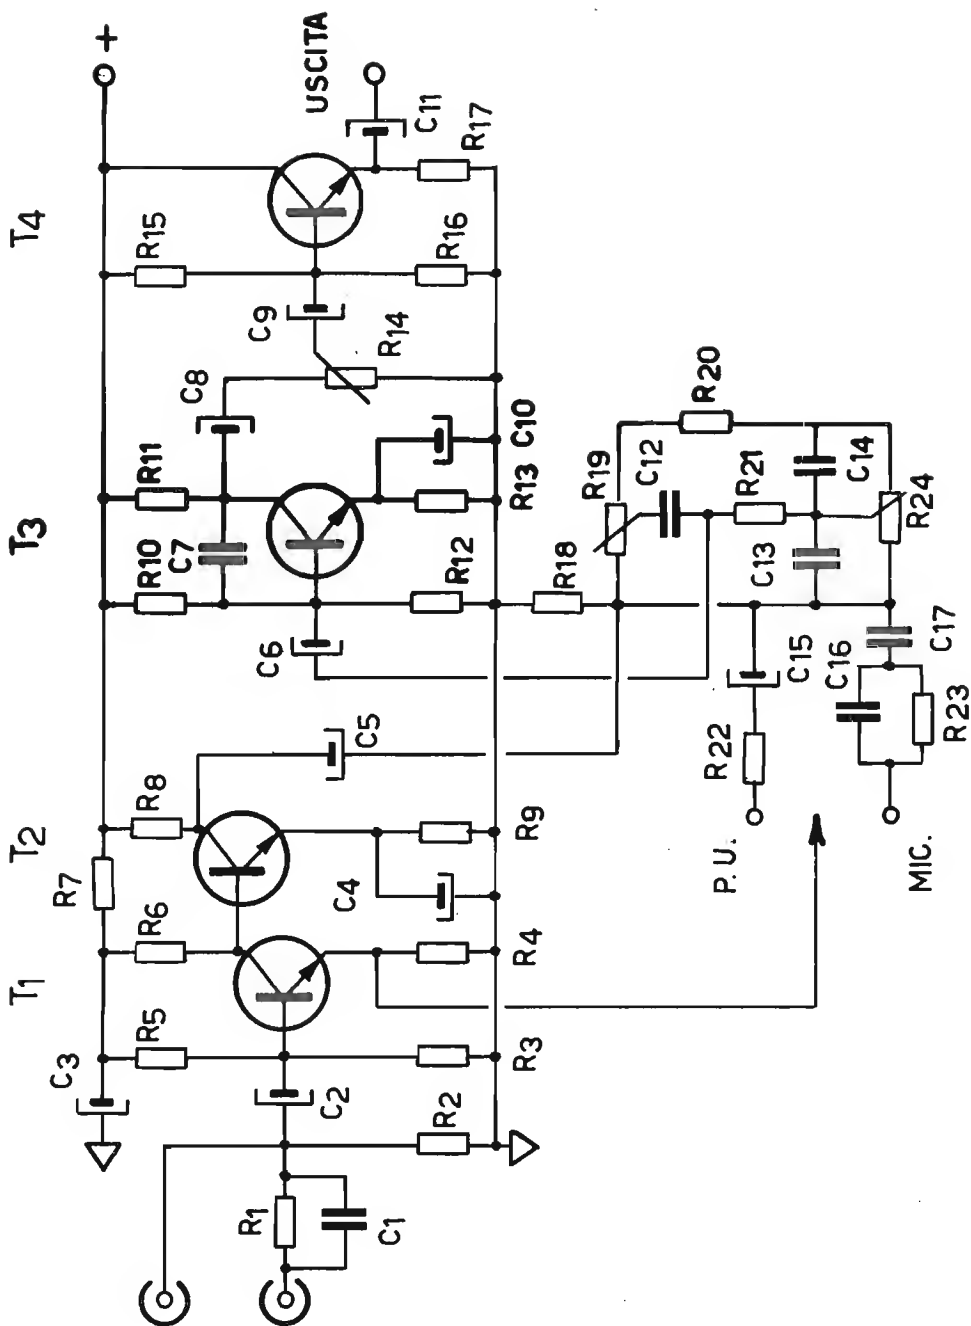 T1
T2
T3
T4
+
C3
R5
R6
R7
R8
R10
C7
R11
C8
R15
USCITA
R1
C1
C2
R2
R3
R4
C4
R9
C5
C6
R12
R13
C10
C9
R14
R16
R17
C11
R18
R19
C12
R20
R21
C13
C14
R24
P.U.
R22
C15
MIC.
C16
R23
C17